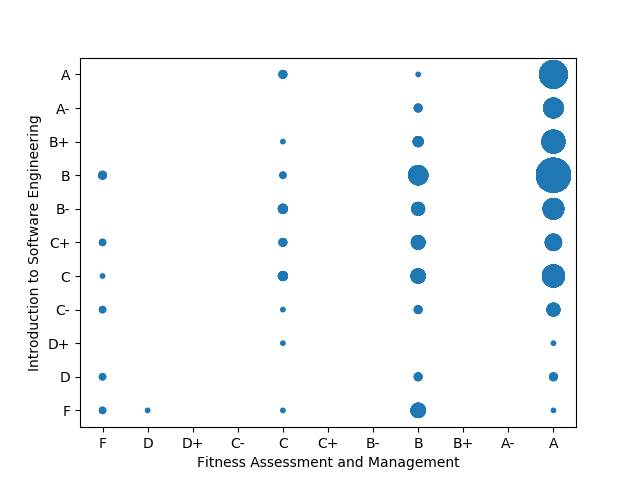 Introduction to Software Engineering
A
A-
B+
B
B-
C+
C
C-
D+
D
F
F D D+ C- C C+ B- B B+ A- A
Fitness Assessment and Management